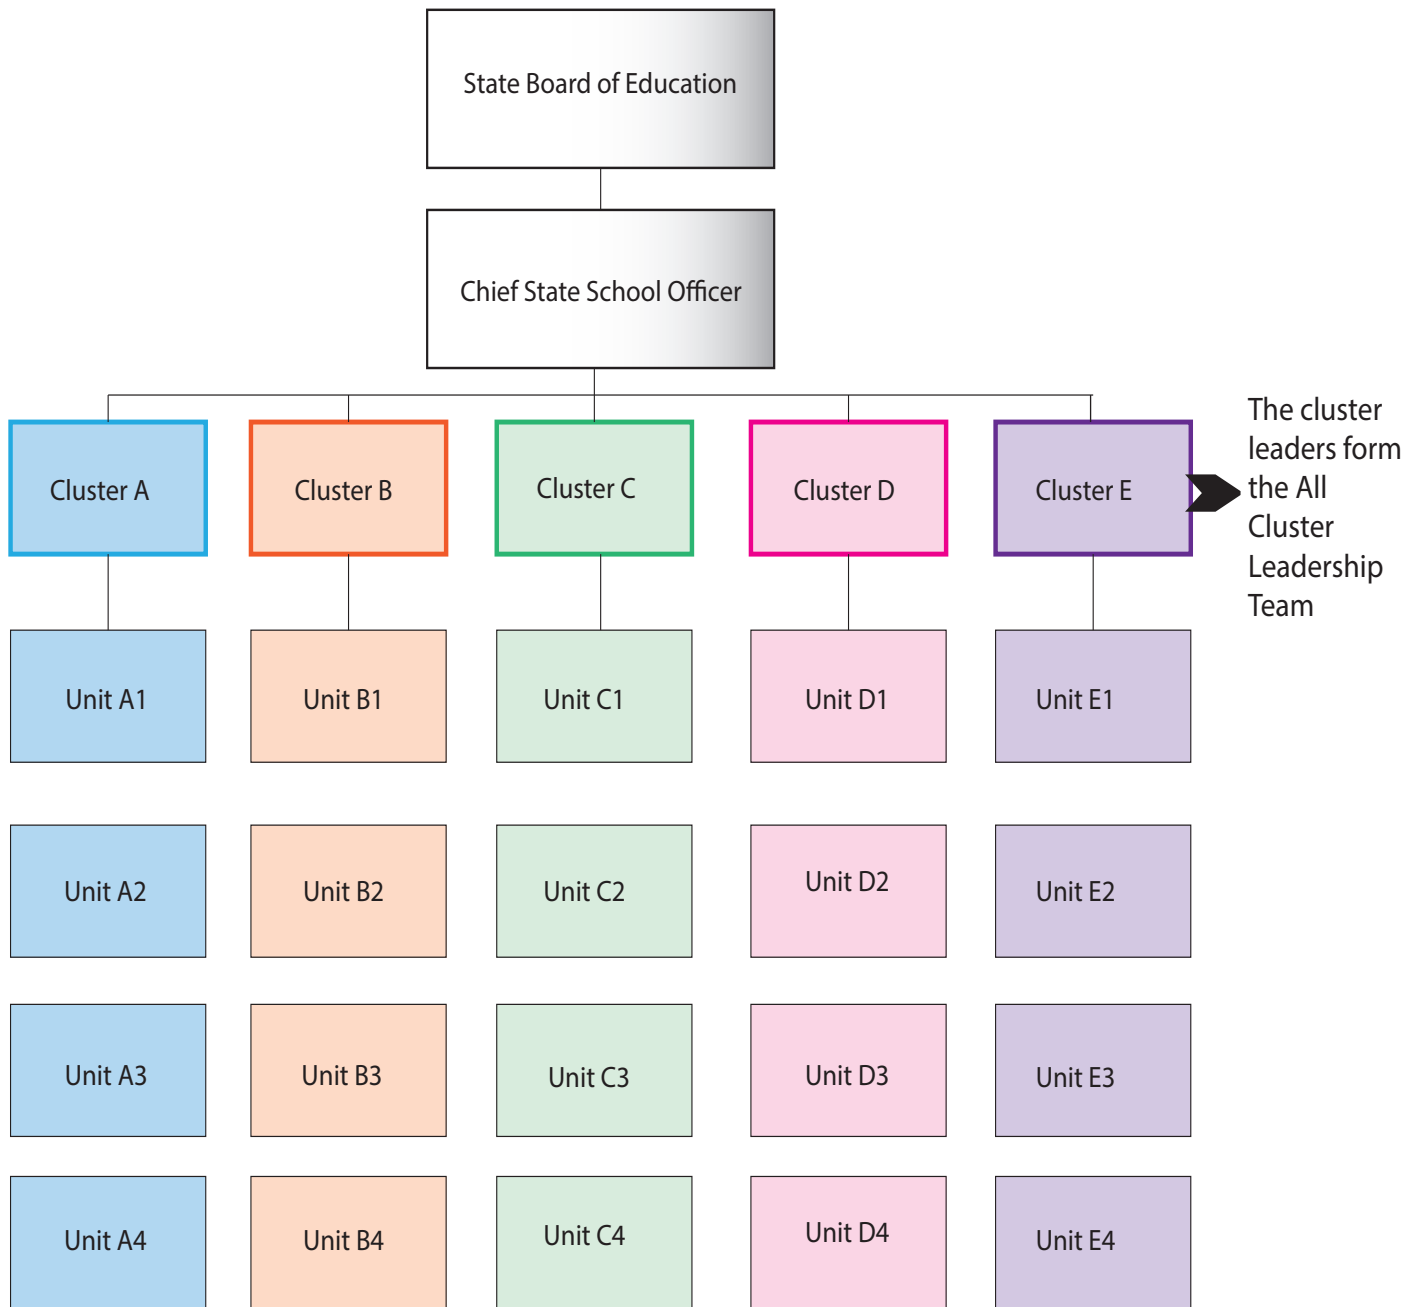 State Board of Education
Chief State School Officer
Cluster A
Cluster B
Cluster C
Cluster D
Cluster E
The cluster
leaders form
the All
Cluster
Leadership
Team
Unit A1
Unit B1
Unit C1
Unit D1
Unit E1
Unit A2
Unit B2
Unit C2
Unit D2
Unit E2
Unit A3
Unit B3
Unit C3
Unit D3
Unit E3
Unit A4
Unit B4
Unit C4
Unit D4
Unit E4